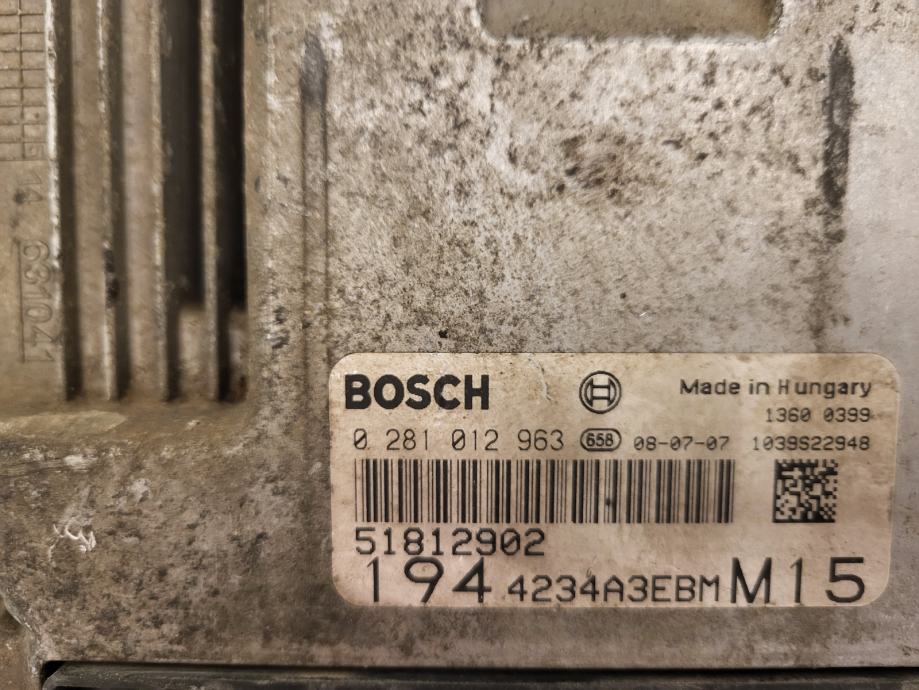 BOSCH Made in Hungary
1360 0399
0 281 012 963 658 08-07-07 1039S22948
51812902
194 4234A3EBM M15